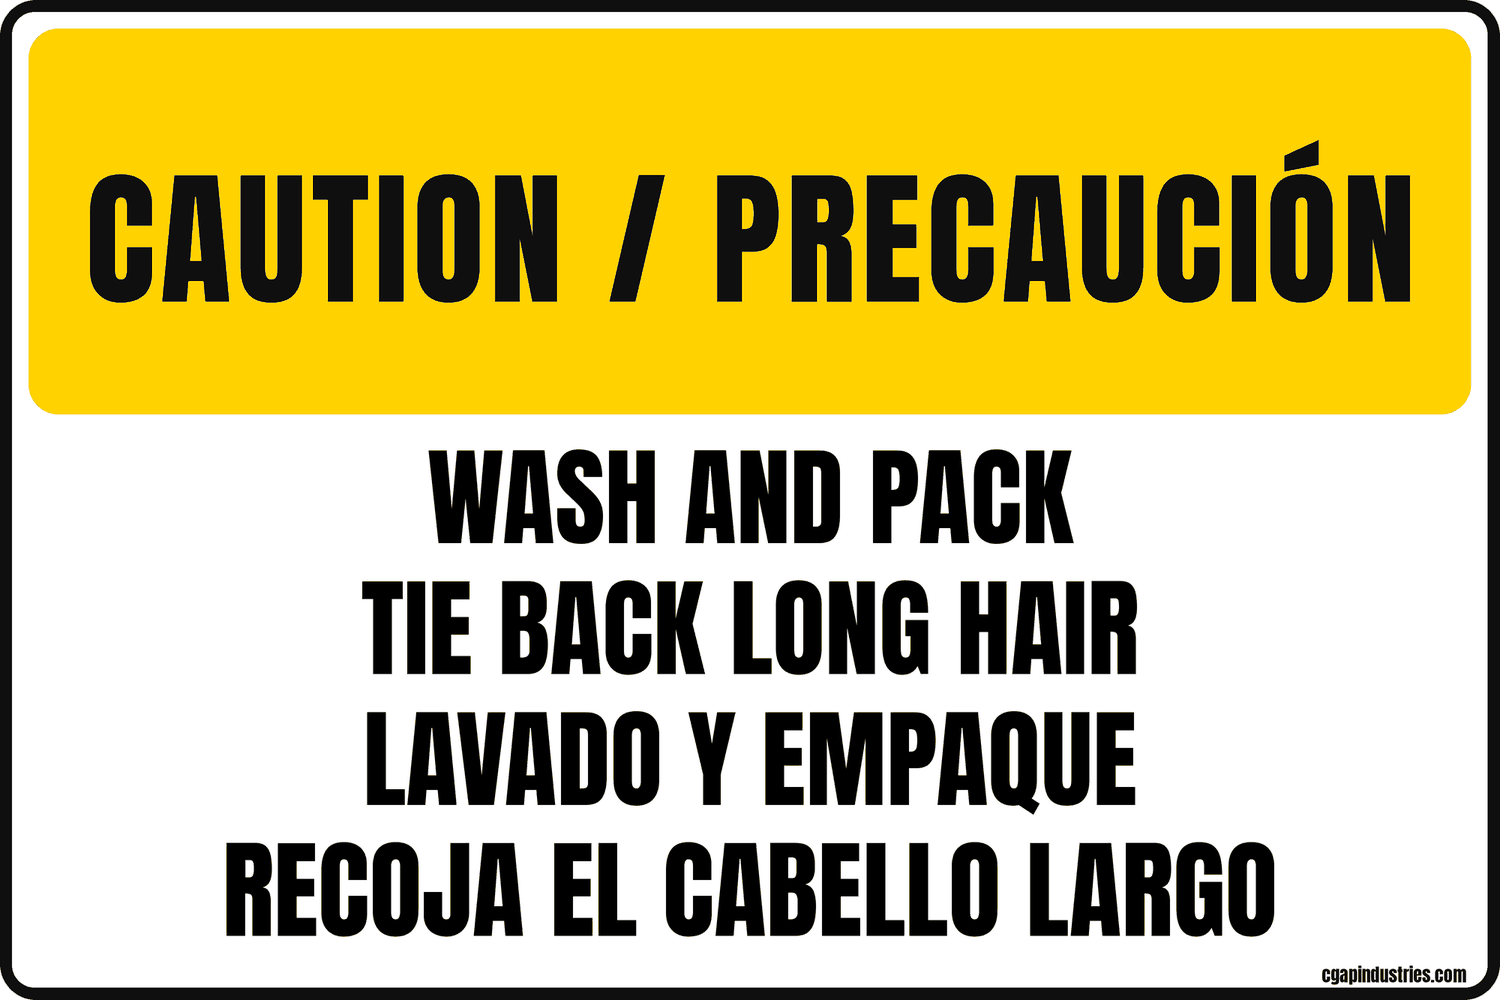 CAUTION / PRECAUCIÓN
WASH AND PACK
TIE BACK LONG HAIR
LAVADO Y EMPAQUE
RECOJA EL CABELLO LARGO
cgapindustries.com